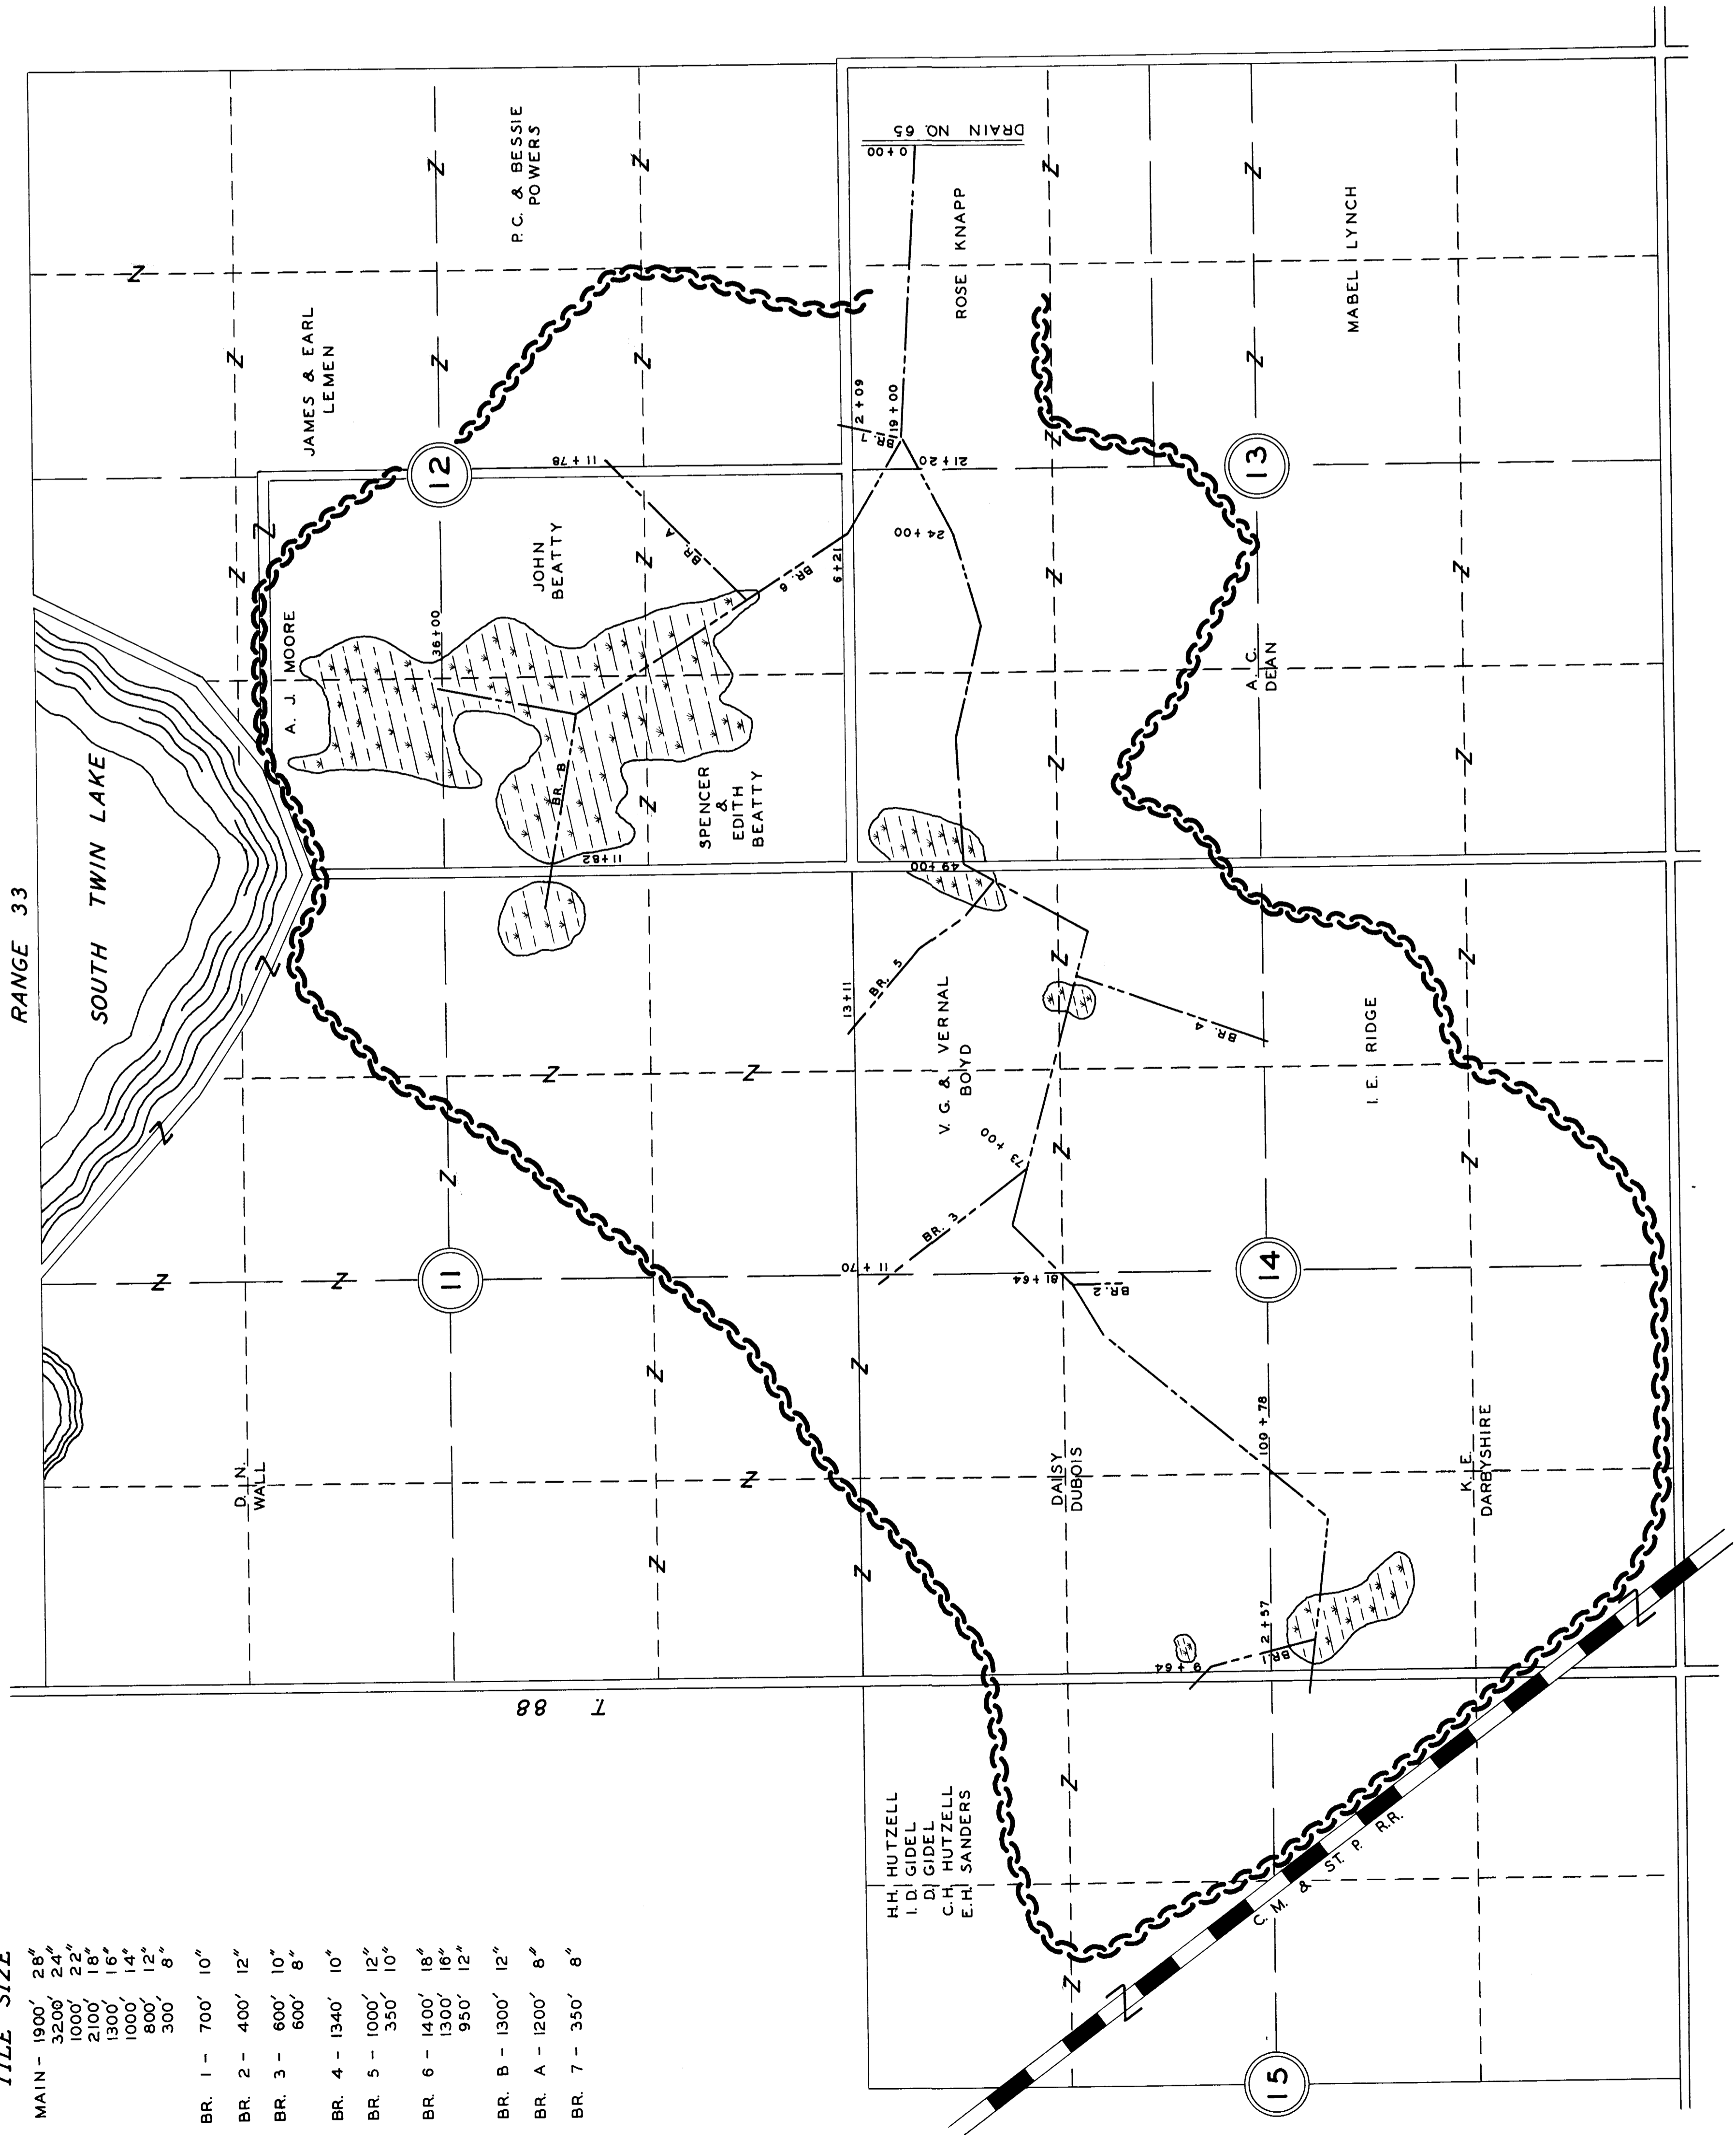 RANGE 33
SOUTH TWIN LAKE
T. 88
TILE SIZE
MAIN - 1900' 28"
3200' 24"
1000' 22"
2100' 18"
1300' 16"
1000' 14"
800' 12"
300' 8"
BR. 1 - 700' 10"
BR. 2 - 400' 12"
BR. 3 - 600' 10"
600' 8"
BR. 4 - 1340' 10"
BR. 5 - 1000' 12"
350' 10"
BR. 6 - 1400' 18"
1300' 16"
950' 12"
BR. B - 1300' 12"
BR. A - 1200' 8"
BR. 7 - 350' 8"
D. N.
WALL
11
A. J. MOORE
JAMES & EARL
LEMEN
12
P.C. & BESSIE
POWERS
JOHN
BEATTY
SPENCER
&
EDITH
BEATTY
36+00
11+78
BR. A
BR. 6
6+21
BR. B
11+82
2+09
BR. 7
19+00
21+20
24+00
0+00
DRAIN NO. 65
ROSE KNAPP
13
MABEL LYNCH
A. C.
DEAN
49+00
13+11
BR. 5
V. G. & VERNAL
BOYD
BR. 4
I. E. RIDGE
73+00
BR. 3
11+70
81+64
BR. 2
14
DAISY
DUBOIS
100+78
K. E.
DARBYSHIRE
2+57
BR. 1
9+64
H.H. HUTZELL
I. D. GIDEL
D. GIDEL
C.H. HUTZELL
E.H. SANDERS
C. M. & ST. P. R.R.
15